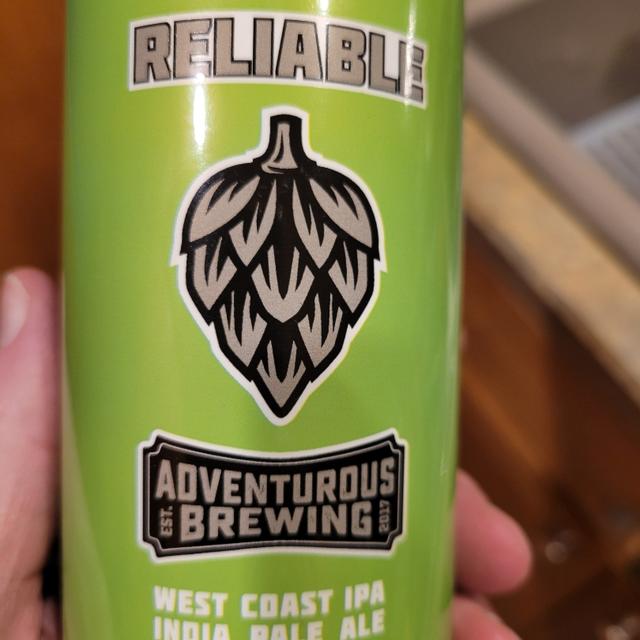 RELIABLE
ADVENTUROUS
EST. BREWING 2017
WEST COAST IPA
INDIA PALE ALE